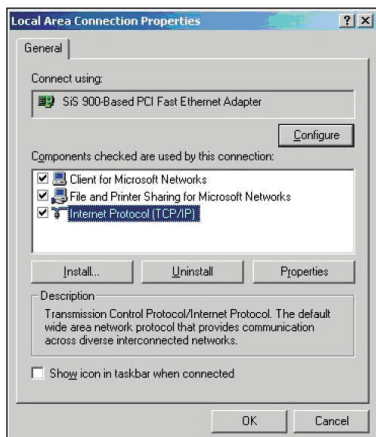 Local Area Connection Properties
General
Connect using:
SiS 900-Based PCI Fast Ethernet Adapter
Configure
Components checked are used by this connection:
Client for Microsoft Networks
File and Printer Sharing for Microsoft Networks
Internet Protocol (TCP/IP)
Install... Uninstall Properties
Description
Transmission Control Protocol/Internet Protocol. The default
wide area network protocol that provides communication
across diverse interconnected networks.
Show icon in taskbar when connected
OK Cancel